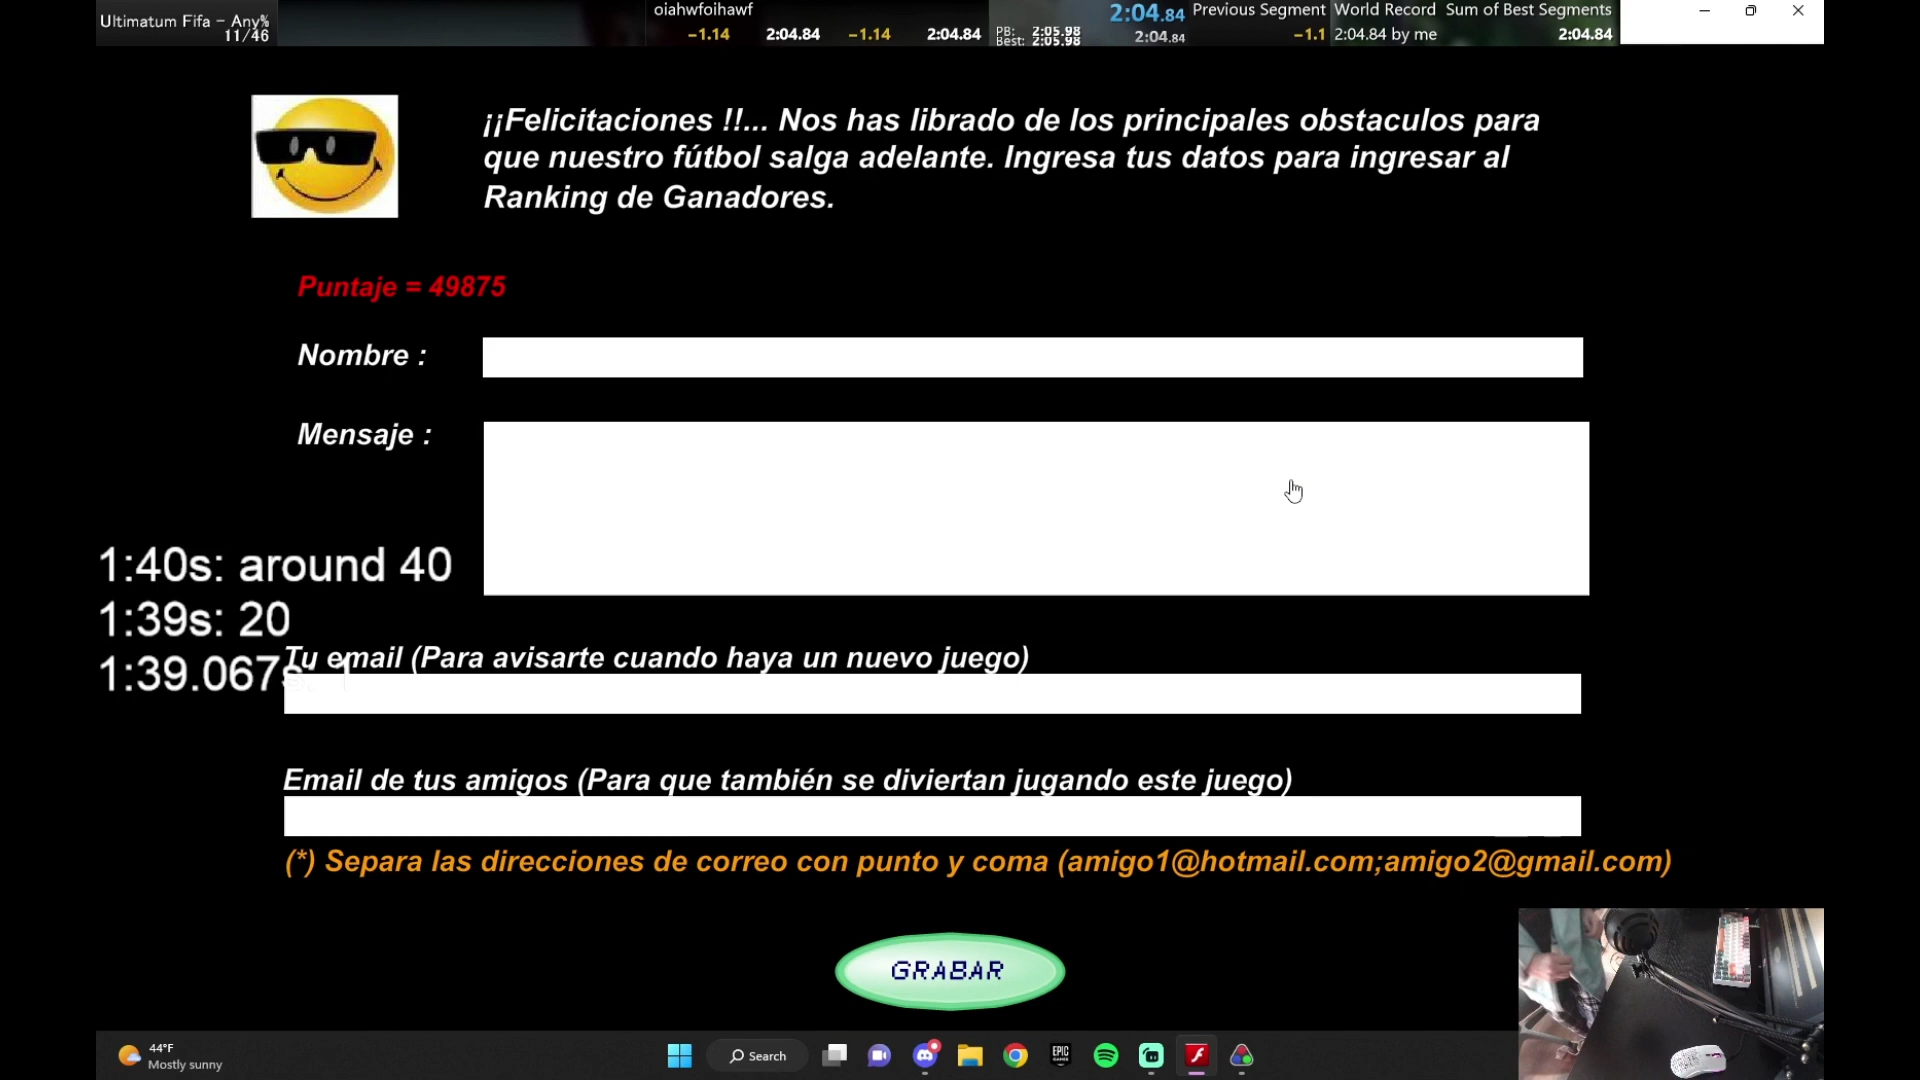 Ultimatum Fifa - Any%
11/46
oiahwfoihawf
-1.14 2:04.84 -1.14 2:04.84
PB: 2:05.98
Best: 2:05.98
2:04.84
2:04.84
Previous Segment
-1.1
World Record
2:04.84 by me
Sum of Best Segments
2:04.84
¡¡Felicitaciones !!... Nos has librado de los principales obstaculos para
que nuestro fútbol salga adelante. Ingresa tus datos para ingresar al
Ranking de Ganadores.
Puntaje = 49875
Nombre :
Mensaje :
1:40s: around 40
1:39s: 20
1:39.067s: 1
Tu email (Para avisarte cuando haya un nuevo juego)
Email de tus amigos (Para que también se diviertan jugando este juego)
(*) Separa las direcciones de correo con punto y coma (amigo1@hotmail.com;amigo2@gmail.com)
GRABAR
44°F
Mostly sunny
Search
EPIC
GAMES